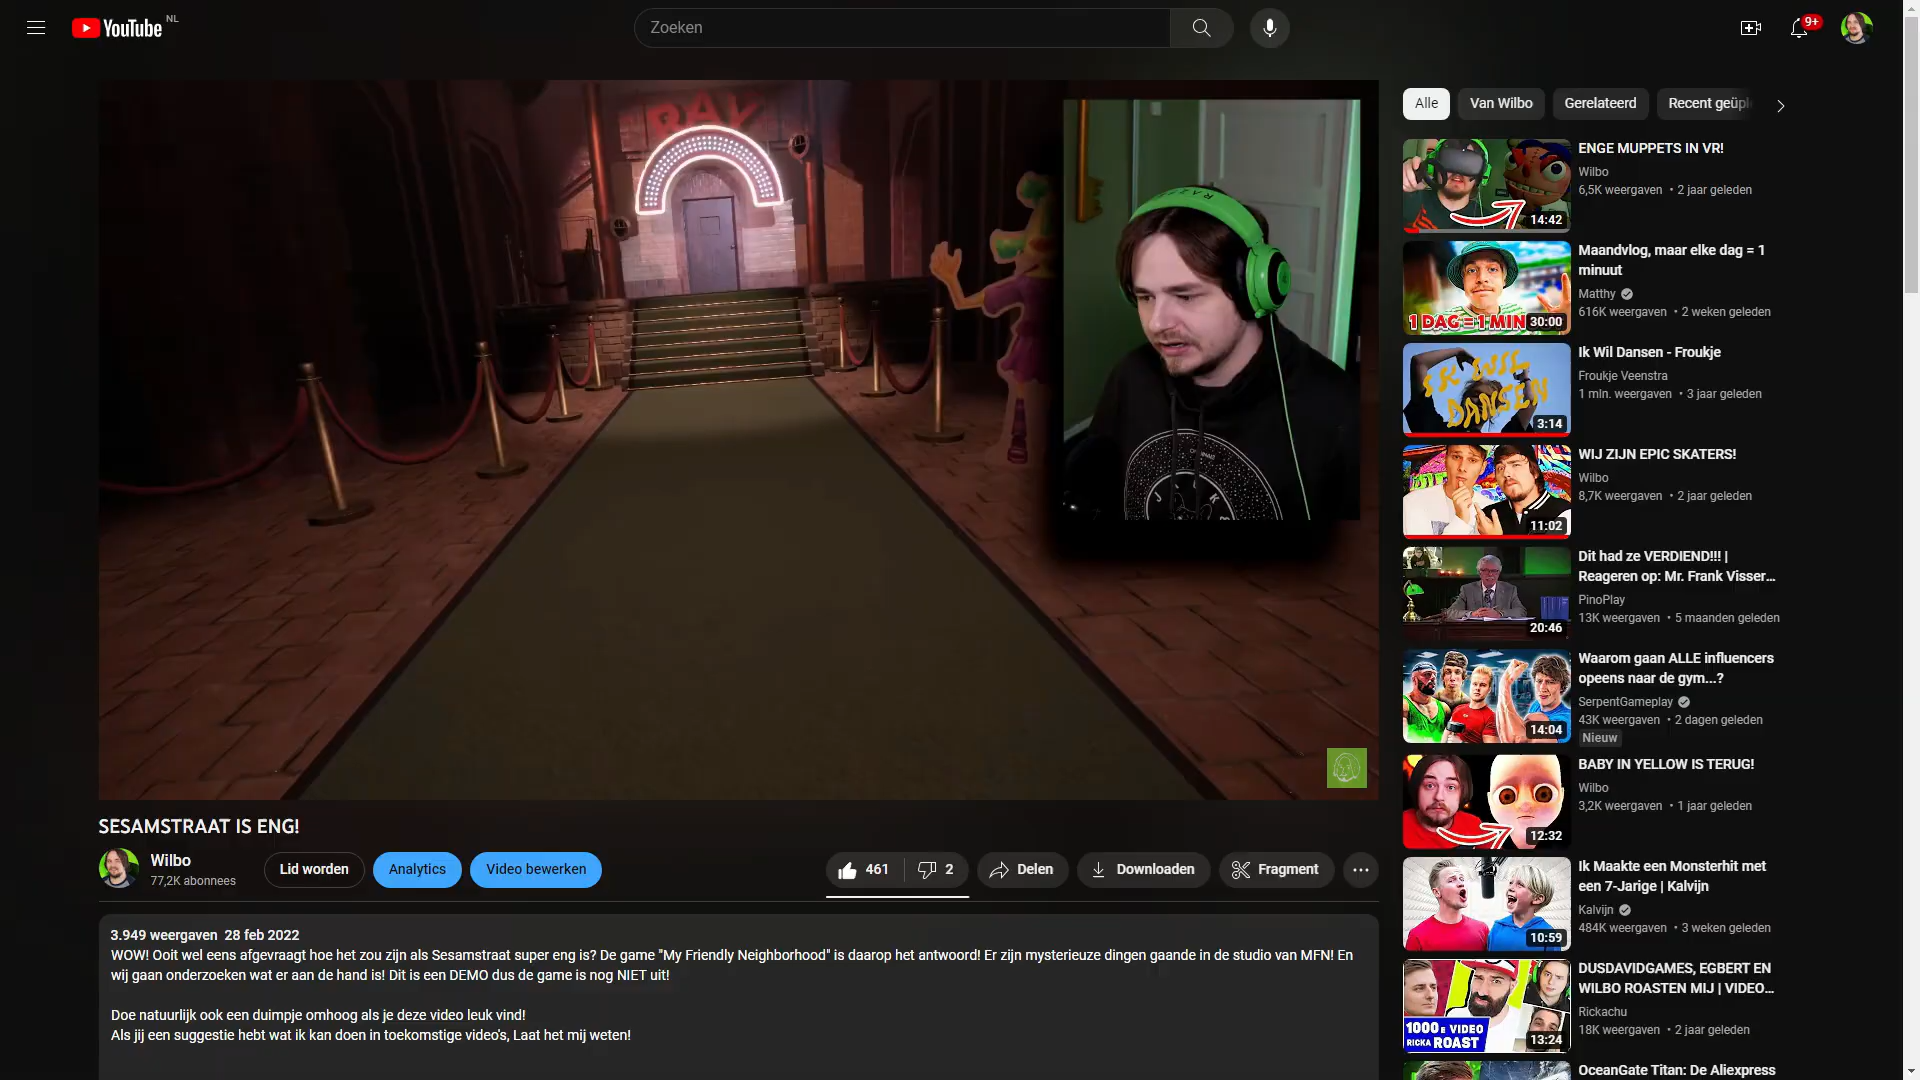 YouTube NL
Zoeken
9+
RAY
RAZER
Alle
Van Wilbo
Gerelateerd
Recent geüpl
ENGE MUPPETS IN VR!
Wilbo
6,5K weergaven • 2 jaar geleden
14:42
Maandvlog, maar elke dag = 1
minuut
Matthy
616K weergaven • 2 weken geleden
1 DAG = 1 MIN
30:00
Ik Wil Dansen - Froukje
Froukje Veenstra
1 mln. weergaven • 3 jaar geleden
IK WIL
DANSEN
3:14
WIJ ZIJN EPIC SKATERS!
Wilbo
8,7K weergaven • 2 jaar geleden
11:02
Dit had ze VERDIEND!!! |
Reageren op: Mr. Frank Visser...
PinoPlay
13K weergaven • 5 maanden geleden
20:46
Waarom gaan ALLE influencers
opeens naar de gym...?
SerpentGameplay
43K weergaven • 2 dagen geleden
Nieuw
14:04
BABY IN YELLOW IS TERUG!
Wilbo
3,2K weergaven • 1 jaar geleden
12:32
Ik Maakte een Monsterhit met
een 7-Jarige | Kalvijn
Kalvijn
484K weergaven • 3 weken geleden
10:59
DUSDAVIDGAMES, EGBERT EN
WILBO ROASTEN MIJ | VIDEO...
Rickachu
18K weergaven • 2 jaar geleden
1000E VIDEO
RICKA ROAST
13:24
OceanGate Titan: De Aliexpress
SESAMSTRAAT IS ENG!
Wilbo
77,2K abonnees
Lid worden
Analytics
Video bewerken
461
2
Delen
Downloaden
Fragment
3.949 weergaven 28 feb 2022
WOW! Ooit wel eens afgevraagt hoe het zou zijn als Sesamstraat super eng is? De game "My Friendly Neighborhood" is daarop het antwoord! Er zijn mysterieuze dingen gaande in de studio van MFN! En
wij gaan onderzoeken wat er aan de hand is! Dit is een DEMO dus de game is nog NIET uit!
Doe natuurlijk ook een duimpje omhoog als je deze video leuk vind!
Als jij een suggestie hebt wat ik kan doen in toekomstige video's, Laat het mij weten!